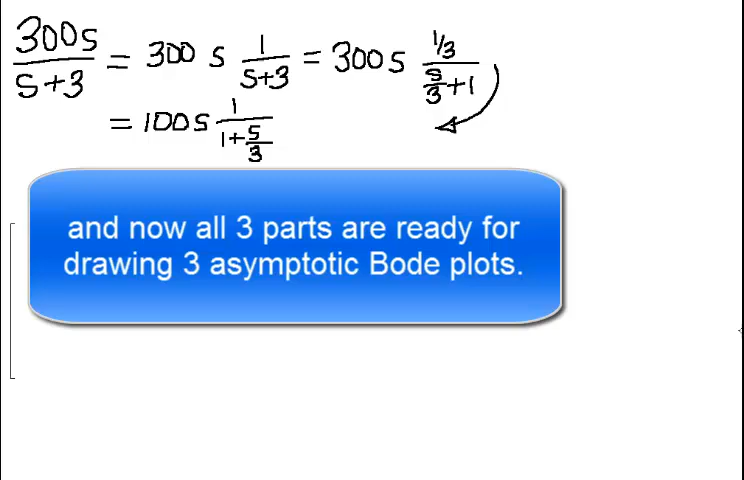 300s/(s+3) = 300 s 1/(s+3) = 300 s (1/3)/(s/3+1)
= 100 s 1/(1+s/3)
and now all 3 parts are ready for
drawing 3 asymptotic Bode plots.